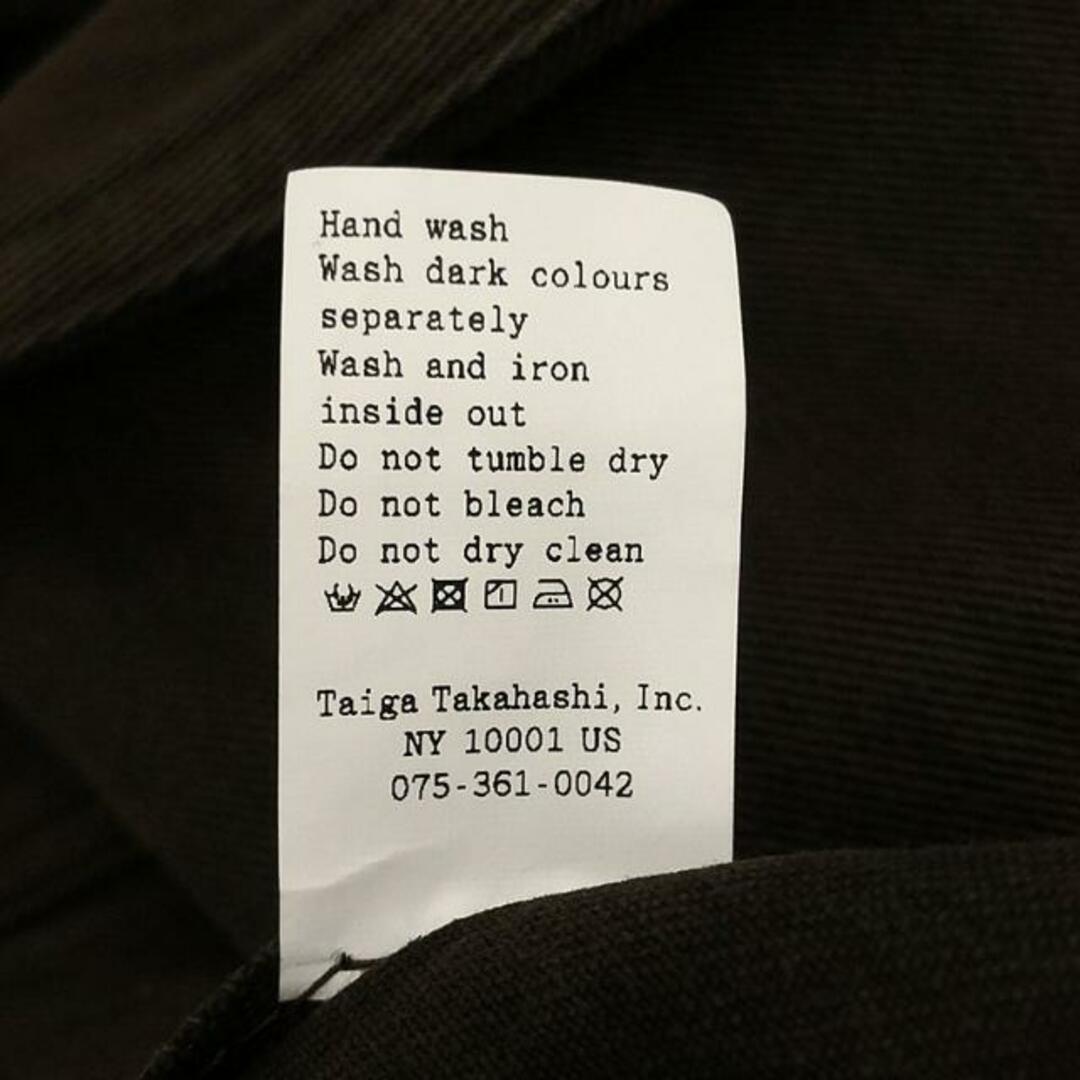 Hand wash
Wash dark colours
separately
Wash and iron
inside out
Do not tumble dry
Do not bleach
Do not dry clean
Taiga Takahashi, Inc.
NY 10001 US
075-361-0042